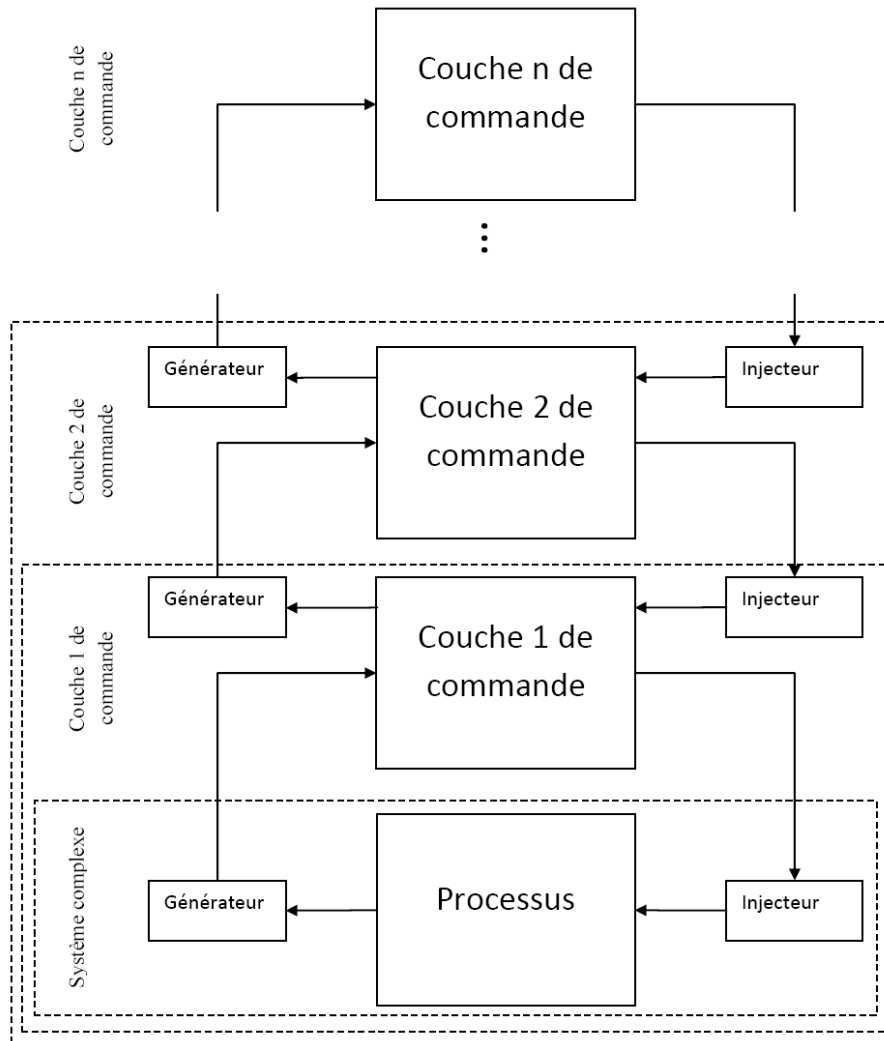 Couche n de
commande
Couche n de
commande
⋮
Générateur
Couche 2 de
commande
Injecteur
Couche 2 de
commande
Générateur
Couche 1 de
commande
Injecteur
Couche 1 de
commande
Générateur
Processus
Injecteur
Système complexe